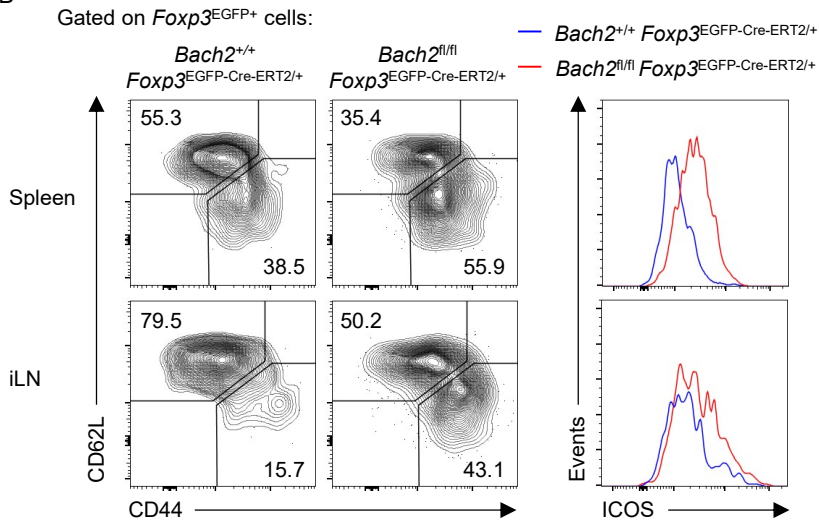 Gated on Foxp3EGFP+ cells:
Bach2+/+
Foxp3EGFP-Cre-ERT2/+
Bach2fl/fl
Foxp3EGFP-Cre-ERT2/+
Bach2+/+ Foxp3EGFP-Cre-ERT2/+
Bach2fl/fl Foxp3EGFP-Cre-ERT2/+
Spleen
55.3
38.5
35.4
55.9
iLN
79.5
15.7
50.2
43.1
CD62L
CD44
Events
ICOS